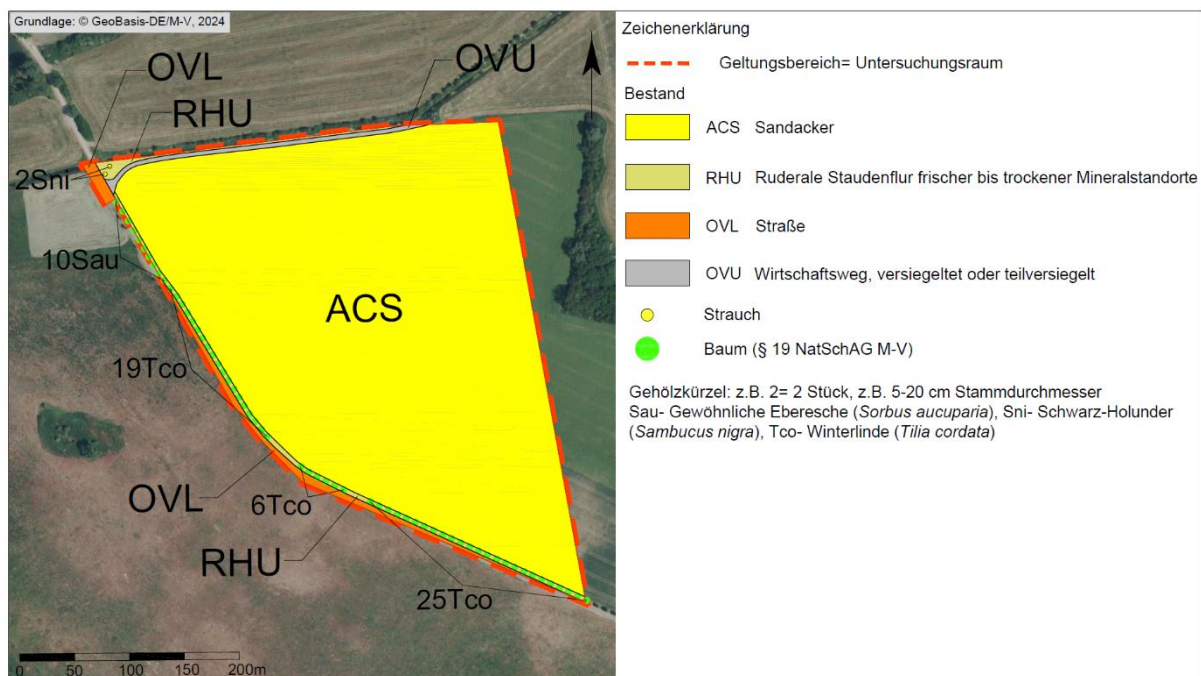 Grundlage: © GeoBasis-DE/M-V, 2024
OVL
OVU
RHU
2Sni
10Sau
ACS
19Tco
OVL
6Tco
RHU
25Tco
0 50 100 150 200m
Zeichenerklärung
Geltungsbereich= Untersuchungsraum
Bestand
ACS Sandacker
RHU Ruderale Staudenflur frischer bis trockener Mineralstandorte
OVL Straße
OVU Wirtschaftsweg, versiegeltet oder teilversiegelt
Strauch
Baum (§ 19 NatSchAG M-V)
Gehölzkürzel: z.B. 2= 2 Stück, z.B. 5-20 cm Stammdurchmesser
Sau- Gewöhnliche Eberesche (Sorbus aucuparia), Sni- Schwarz-Holunder
(Sambucus nigra), Tco- Winterlinde (Tilia cordata)